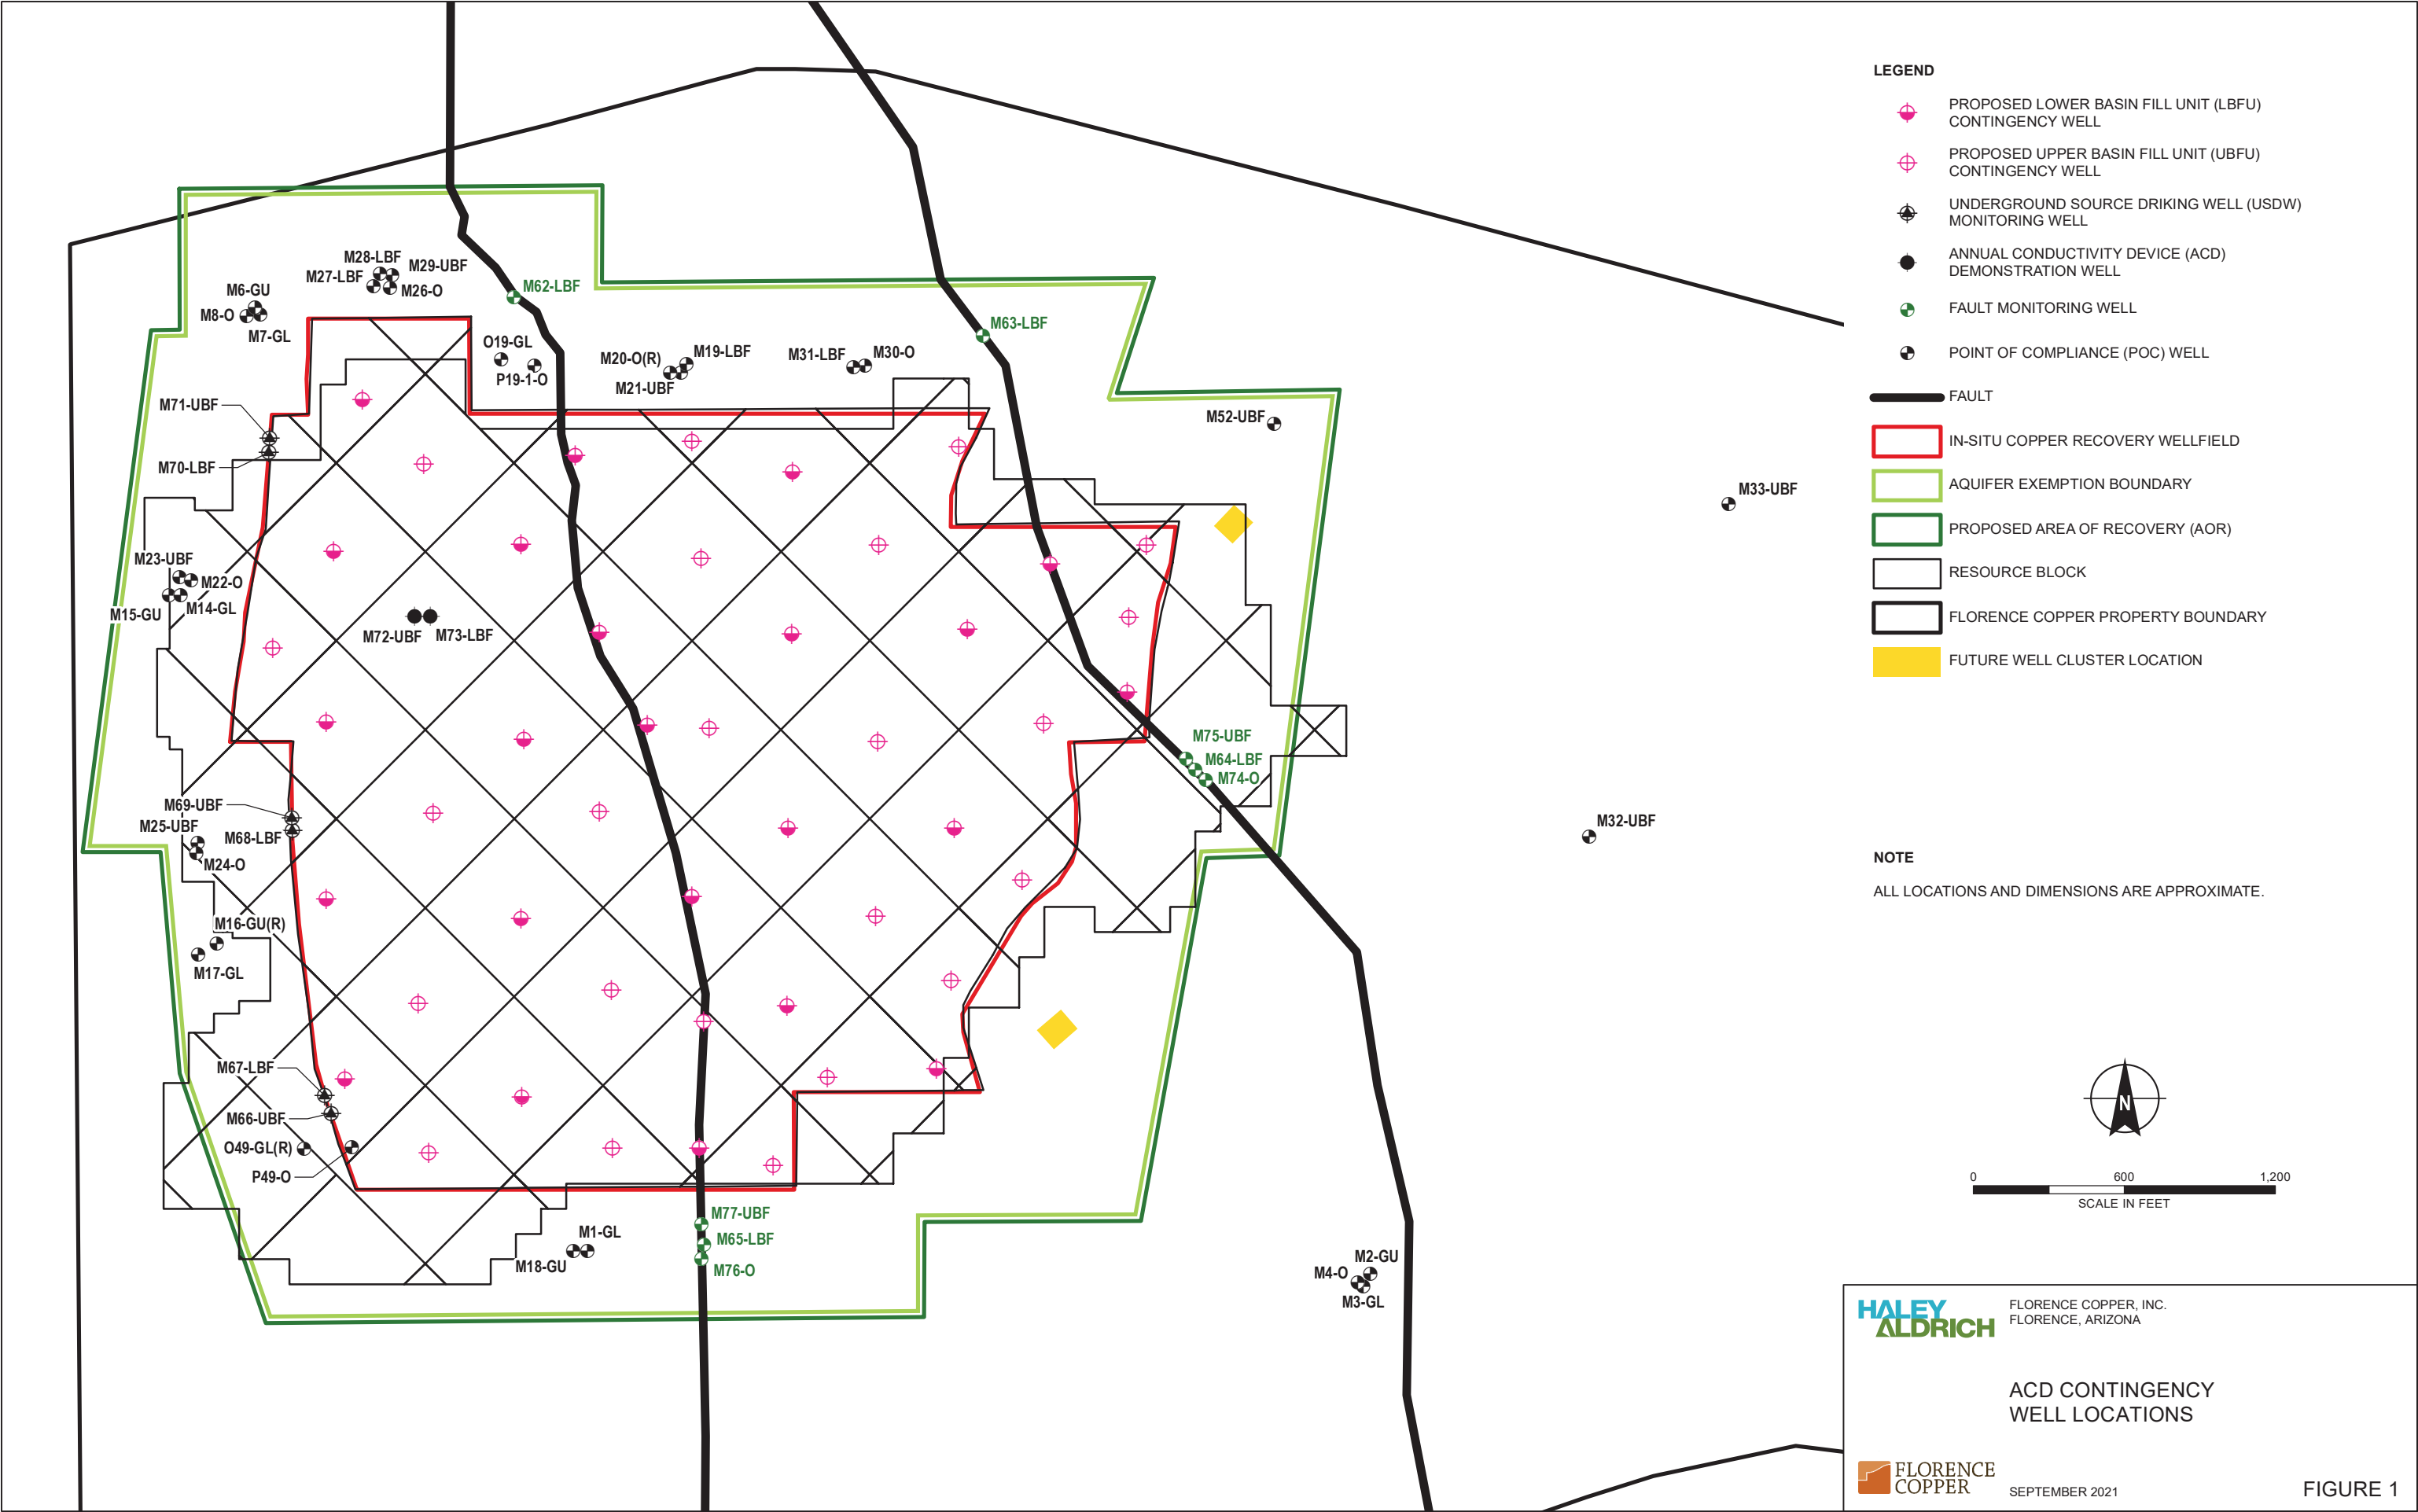 LEGEND
PROPOSED LOWER BASIN FILL UNIT (LBFU)
CONTINGENCY WELL
PROPOSED UPPER BASIN FILL UNIT (UBFU)
CONTINGENCY WELL
UNDERGROUND SOURCE DRIKING WELL (USDW)
MONITORING WELL
ANNUAL CONDUCTIVITY DEVICE (ACD)
DEMONSTRATION WELL
FAULT MONITORING WELL
POINT OF COMPLIANCE (POC) WELL
FAULT
IN-SITU COPPER RECOVERY WELLFIELD
AQUIFER EXEMPTION BOUNDARY
PROPOSED AREA OF RECOVERY (AOR)
RESOURCE BLOCK
FLORENCE COPPER PROPERTY BOUNDARY
FUTURE WELL CLUSTER LOCATION
NOTE
ALL LOCATIONS AND DIMENSIONS ARE APPROXIMATE.
M28-LBF
M29-UBF
M27-LBF
M26-O
M6-GU
M8-O
M7-GL
M62-LBF
M63-LBF
O19-GL
P19-1-O
M20-O(R)
M19-LBF
M21-UBF
M31-LBF
M30-O
M71-UBF
M70-LBF
M52-UBF
M33-UBF
M23-UBF
M22-O
M15-GU
M14-GL
M72-UBF
M73-LBF
M75-UBF
M64-LBF
M74-O
M69-UBF
M25-UBF
M68-LBF
M24-O
M32-UBF
M16-GU(R)
M17-GL
M67-LBF
M66-UBF
O49-GL(R)
P49-O
M77-UBF
M65-LBF
M76-O
M1-GL
M18-GU
M2-GU
M4-O
M3-GL
N
0 600 1,200
SCALE IN FEET
HALEY
ALDRICH
FLORENCE COPPER, INC.
FLORENCE, ARIZONA
ACD CONTINGENCY
WELL LOCATIONS
FLORENCE
COPPER
SEPTEMBER 2021
FIGURE 1